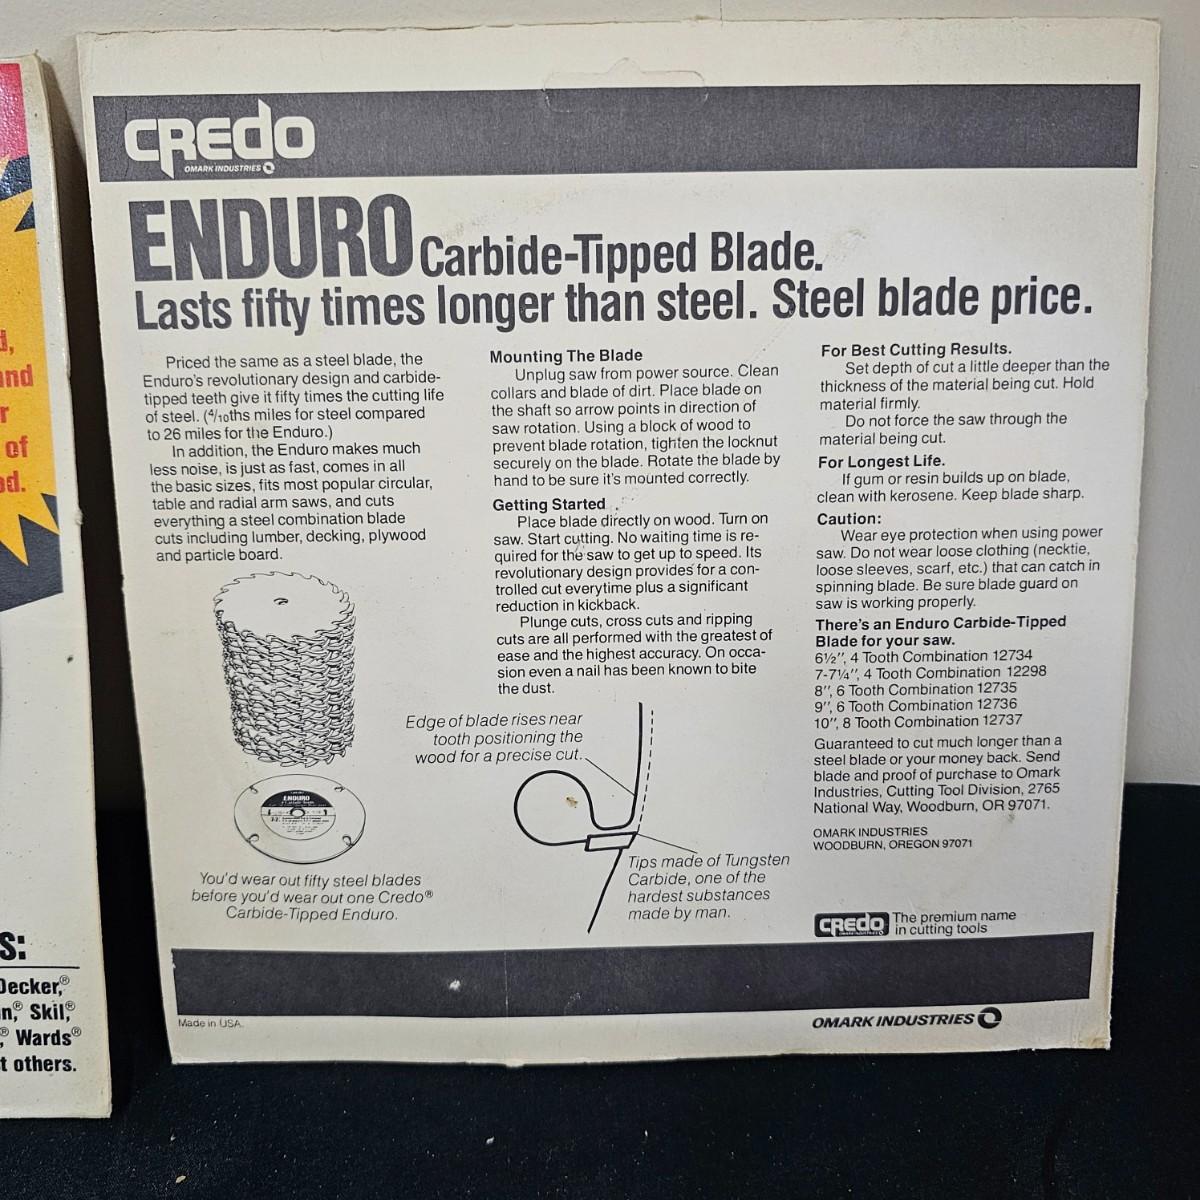 d,
and
r
of
od.
S:
Decker,®
n,® Skil,®
® Wards®
t others.
CREDO
OMARK INDUSTRIES
ENDURO Carbide-Tipped Blade.
Lasts fifty times longer than steel. Steel blade price.
Priced the same as a steel blade, the
Enduro's revolutionary design and carbide-
tipped teeth give it fifty times the cutting life
of steel. (4/10ths miles for steel compared
to 26 miles for the Enduro.)
In addition, the Enduro makes much
less noise, is just as fast, comes in all
the basic sizes, fits most popular circular,
table and radial arm saws, and cuts
everything a steel combination blade
cuts including lumber, decking, plywood
and particle board.
ENDURO
You'd wear out fifty steel blades
before you'd wear out one Credo®
Carbide-Tipped Enduro.
Mounting The Blade
Unplug saw from power source. Clean
collars and blade of dirt. Place blade on
the shaft so arrow points in direction of
saw rotation. Using a block of wood to
prevent blade rotation, tighten the locknut
securely on the blade. Rotate the blade by
hand to be sure it's mounted correctly.
Getting Started
Place blade directly on wood. Turn on
saw. Start cutting. No waiting time is re-
quired for the saw to get up to speed. Its
revolutionary design provides for a con-
trolled cut everytime plus a significant
reduction in kickback.
Plunge cuts, cross cuts and ripping
cuts are all performed with the greatest of
ease and the highest accuracy. On occa-
sion even a nail has been known to bite
the dust.
Edge of blade rises near
tooth positioning the
wood for a precise cut.
Tips made of Tungsten
Carbide, one of the
hardest substances
made by man.
For Best Cutting Results.
Set depth of cut a little deeper than the
thickness of the material being cut. Hold
material firmly.
Do not force the saw through the
material being cut.
For Longest Life.
If gum or resin builds up on blade,
clean with kerosene. Keep blade sharp.
Caution:
Wear eye protection when using power
saw. Do not wear loose clothing (necktie,
loose sleeves, scarf, etc.) that can catch in
spinning blade. Be sure blade guard on
saw is working properly.
There's an Enduro Carbide-Tipped
Blade for your saw.
6½", 4 Tooth Combination 12734
7-7¼", 4 Tooth Combination 12298
8", 6 Tooth Combination 12735
9", 6 Tooth Combination 12736
10", 8 Tooth Combination 12737
Guaranteed to cut much longer than a
steel blade or your money back. Send
blade and proof of purchase to Omark
Industries, Cutting Tool Division, 2765
National Way, Woodburn, OR 97071.
OMARK INDUSTRIES
WOODBURN, OREGON 97071
CREDO The premium name
in cutting tools
Made in USA.
OMARK INDUSTRIES